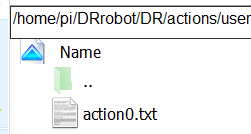 /home/pi/DRrobot/DR/actions/user
Name
..
action0.txt